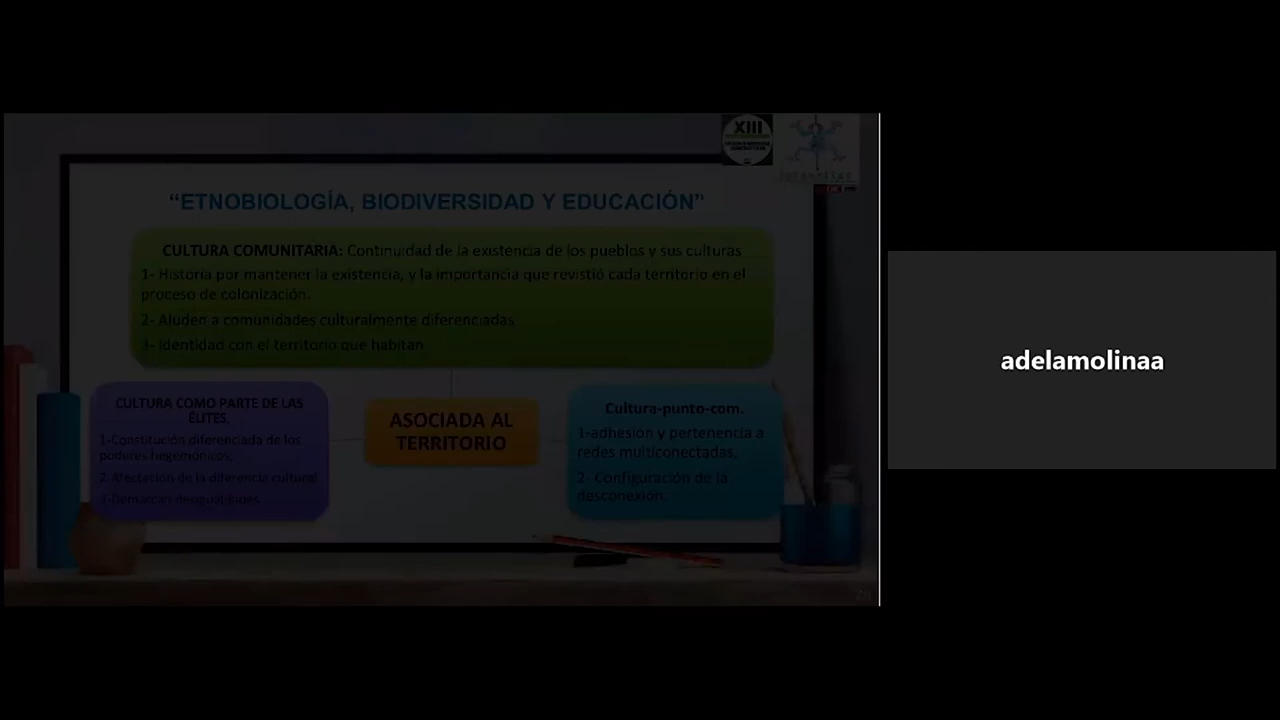 XIII
“ETNOBIOLOGÍA, BIODIVERSIDAD Y EDUCACIÓN”
CULTURA COMUNITARIA: Continuidad de la existencia de los pueblos y sus culturas
1- Historia por mantener la existencia, y la importancia que revistió cada territorio en el
proceso de colonización.
2- Aluden a comunidades culturalmente diferenciadas
3- Identidad con el territorio que habitan
CULTURA COMO PARTE DE LAS
ÉLITES,
1-Constitución diferenciada de los
poderes hegemónicos,
2. Afectación de la diferencia cultural
3-Demarcan desigualdades
ASOCIADA AL
TERRITORIO
Cultura-punto-com.
1-adhesión y pertenencia a
redes multiconectadas,
2- Configuración de la
desconexión.
adelamolinaa